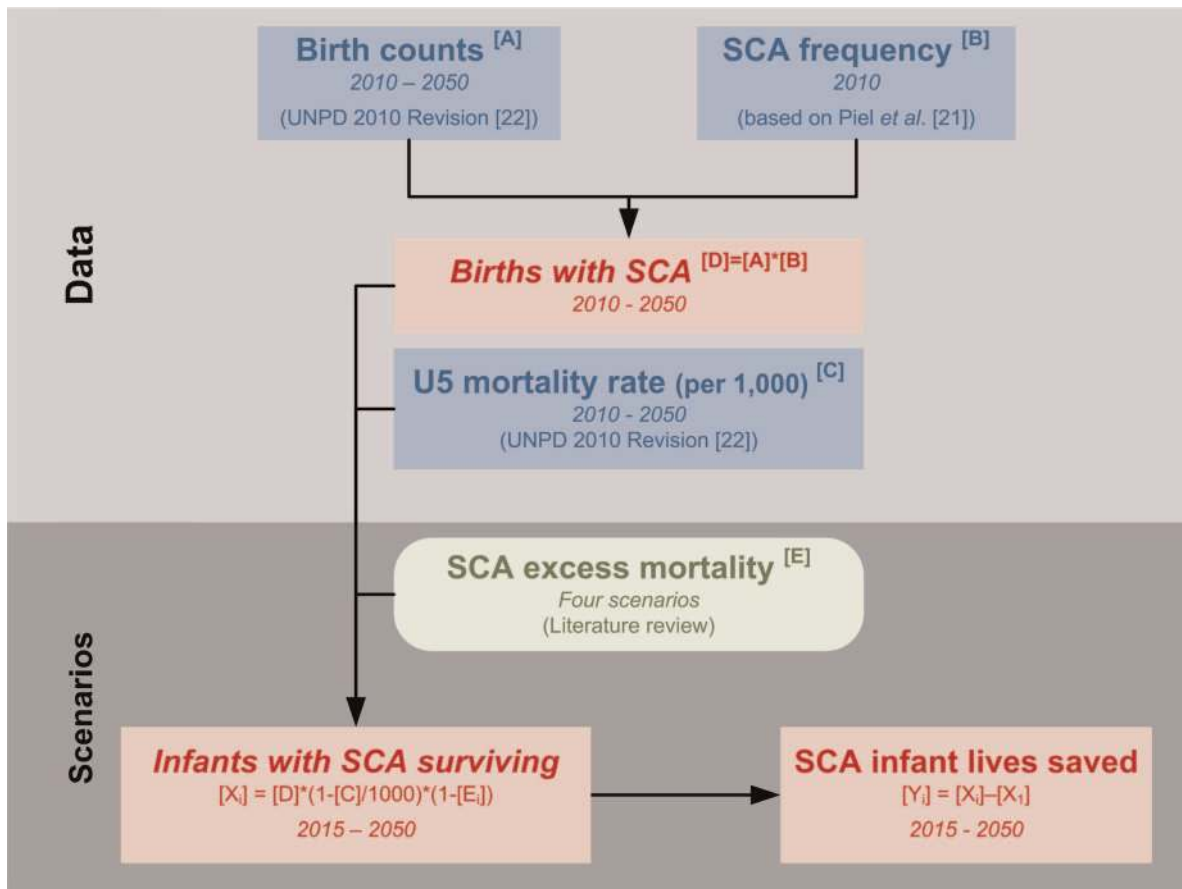 Data
Birth counts [A]
2010 – 2050
(UNPD 2010 Revision [22])
SCA frequency [B]
2010
(based on Piel et al. [21])
Births with SCA [D]=[A]*[B]
2010 - 2050
U5 mortality rate (per 1,000) [C]
2010 - 2050
(UNPD 2010 Revision [22])
Scenarios
SCA excess mortality [E]
Four scenarios
(Literature review)
Infants with SCA surviving
[Xi] = [D]*(1-[C]/1000)*(1-[Ei])
2015 – 2050
SCA infant lives saved
[Yi] = [Xi]–[X1]
2015 - 2050